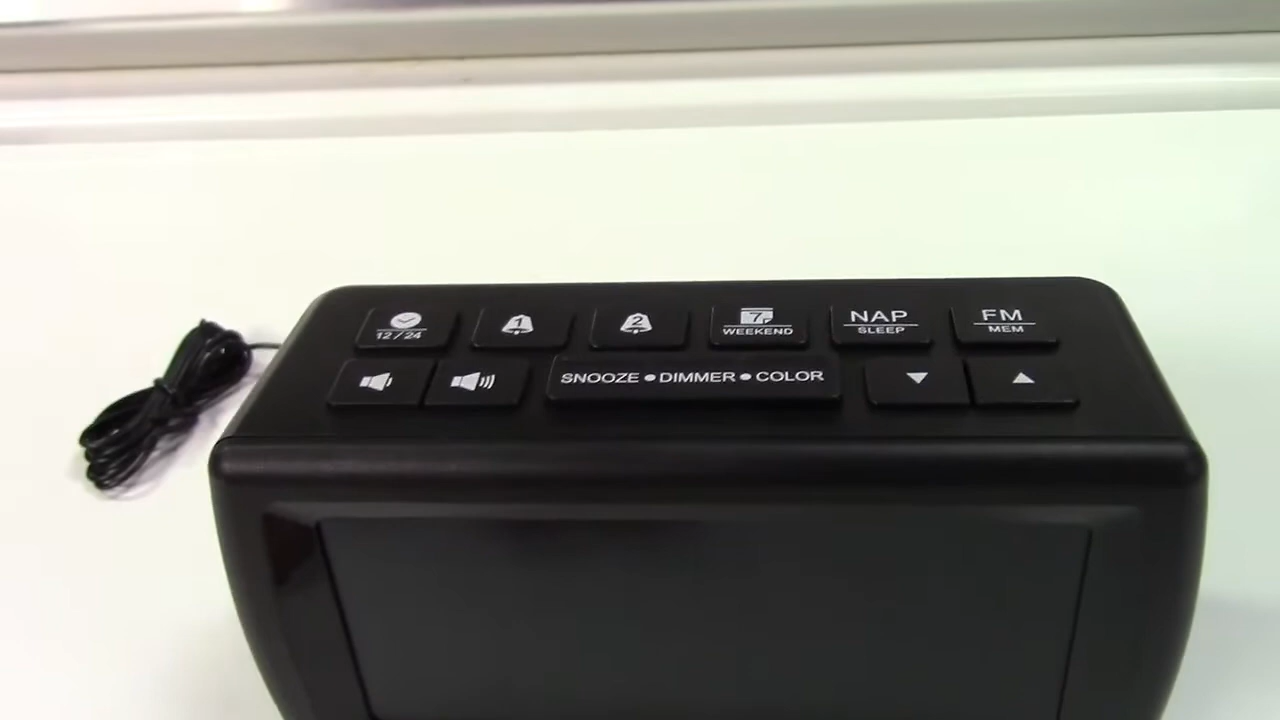 12 / 24
1
2
7
WEEKEND
NAP
SLEEP
FM
MEM
SNOOZE ● DIMMER ● COLOR